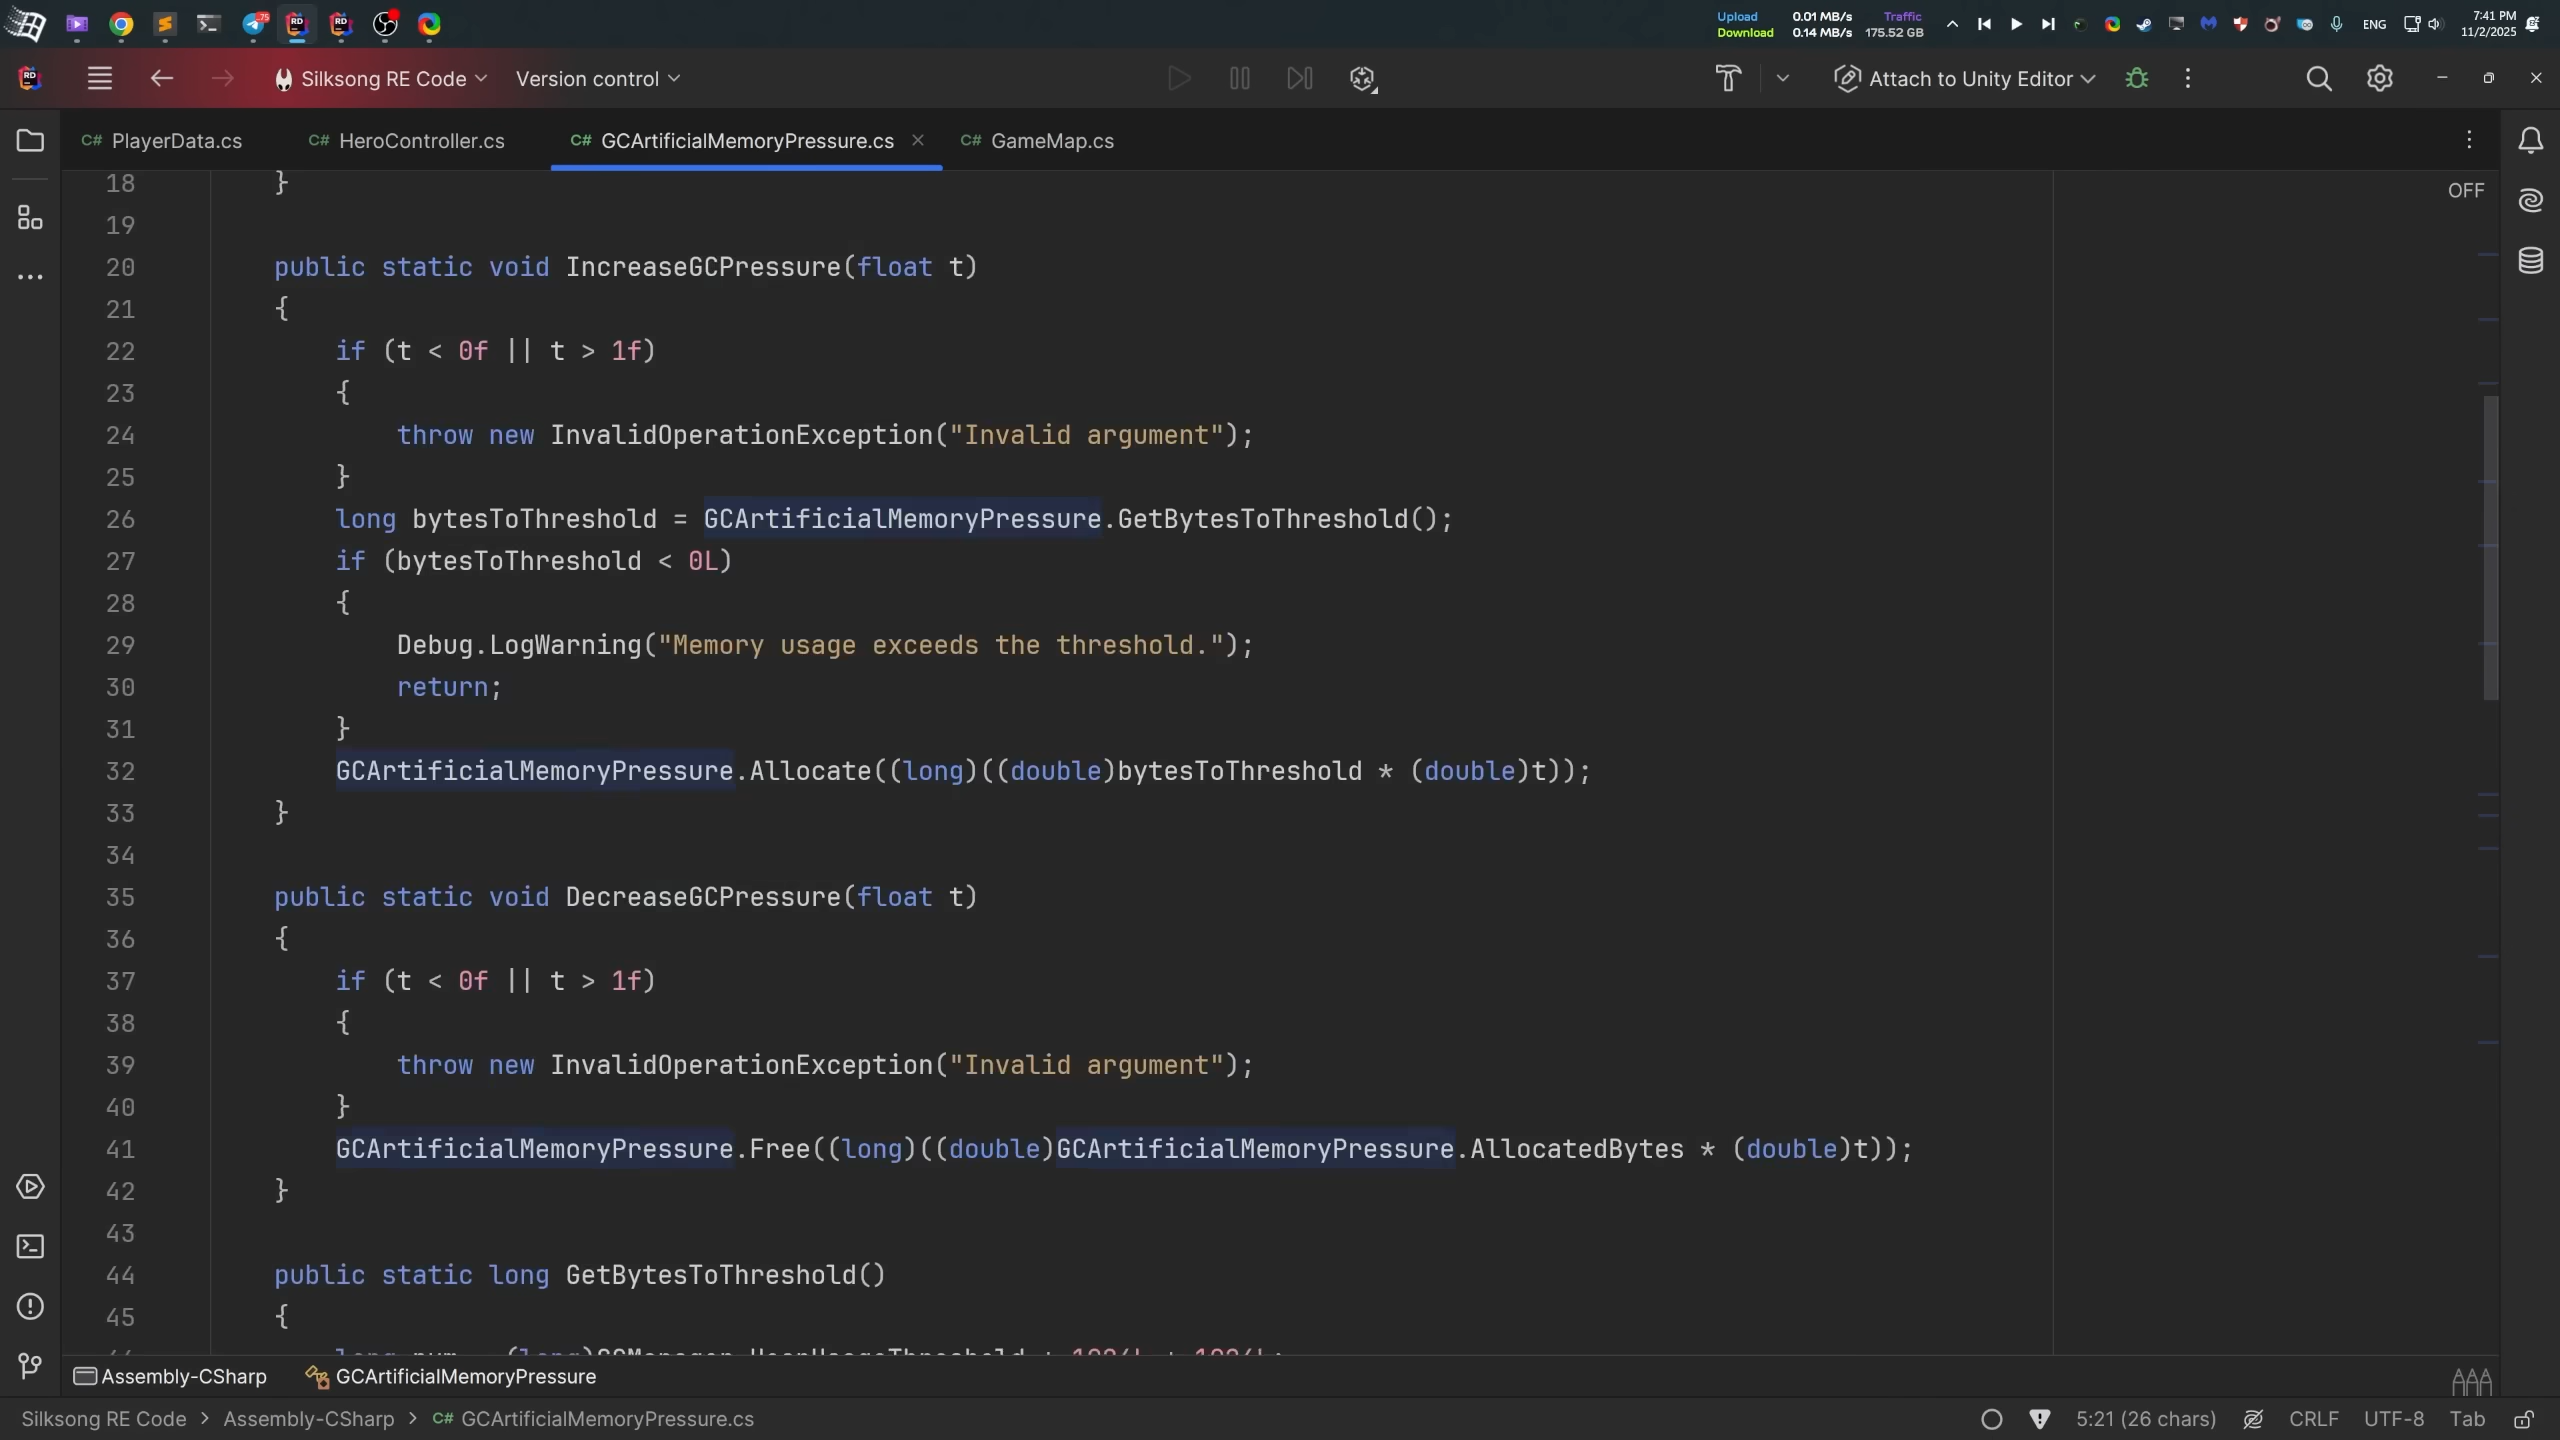 75
Upload 0.01 MB/s Traffic
Download 0.14 MB/s 175.52 GB
ENG
7:41 PM
11/2/2025
Silksong RE Code
Version control
Attach to Unity Editor
C# PlayerData.cs
C# HeroController.cs
C# GCArtificialMemoryPressure.cs
C# GameMap.cs
OFF
18 }
19
20 public static void IncreaseGCPressure(float t)
21 {
22 if (t < 0f || t > 1f)
23 {
24 throw new InvalidOperationException("Invalid argument");
25 }
26 long bytesToThreshold = GCArtificialMemoryPressure.GetBytesToThreshold();
27 if (bytesToThreshold < 0L)
28 {
29 Debug.LogWarning("Memory usage exceeds the threshold.");
30 return;
31 }
32 GCArtificialMemoryPressure.Allocate((long)((double)bytesToThreshold * (double)t));
33 }
34
35 public static void DecreaseGCPressure(float t)
36 {
37 if (t < 0f || t > 1f)
38 {
39 throw new InvalidOperationException("Invalid argument");
40 }
41 GCArtificialMemoryPressure.Free((long)((double)GCArtificialMemoryPressure.AllocatedBytes * (double)t));
42 }
43
44 public static long GetBytesToThreshold()
45 {
Assembly-CSharp
GCArtificialMemoryPressure
Silksong RE Code > Assembly-CSharp > C# GCArtificialMemoryPressure.cs
5:21 (26 chars)
CRLF
UTF-8
Tab